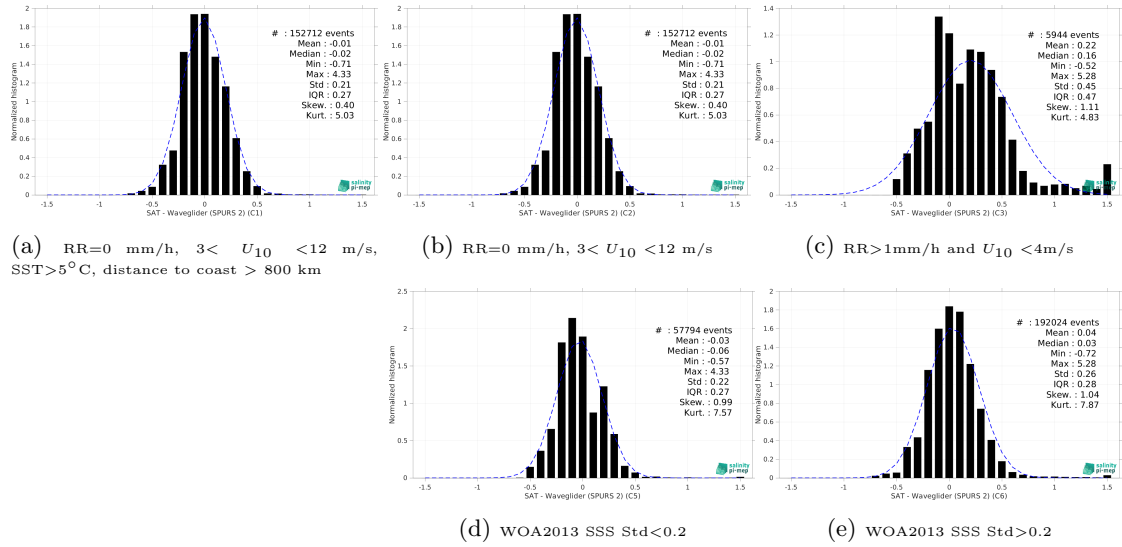 2
1.8
1.6
1.4
1.2
1
0.8
0.6
0.4
0.2
0
Normalized histogram
# : 152712 events
Mean : -0.01
Median : -0.02
Min : -0.71
Max : 4.33
Std : 0.21
IQR : 0.27
Skew. : 0.40
Kurt. : 5.03
salinity
pi-mep
-1.5 -1 -0.5 0 0.5 1 1.5
SAT - Waveglider (SPURS 2) (C1)
(a) RR=0 mm/h, 3< U10 <12 m/s,
SST>5°C, distance to coast > 800 km
2
1.8
1.6
1.4
1.2
1
0.8
0.6
0.4
0.2
0
Normalized histogram
# : 152712 events
Mean : -0.01
Median : -0.02
Min : -0.71
Max : 4.33
Std : 0.21
IQR : 0.27
Skew. : 0.40
Kurt. : 5.03
salinity
pi-mep
-1.5 -1 -0.5 0 0.5 1 1.5
SAT - Waveglider (SPURS 2) (C2)
(b) RR=0 mm/h, 3< U10 <12 m/s
1.4
1.2
1
0.8
0.6
0.4
0.2
0
Normalized histogram
# : 5944 events
Mean : 0.22
Median : 0.16
Min : -0.52
Max : 5.28
Std : 0.45
IQR : 0.47
Skew. : 1.11
Kurt. : 4.83
salinity
pi-mep
-1.5 -1 -0.5 0 0.5 1 1.5
SAT - Waveglider (SPURS 2) (C3)
(c) RR>1mm/h and U10 <4m/s
2.5
2
1.5
1
0.5
0
Normalized histogram
# : 57794 events
Mean : -0.03
Median : -0.06
Min : -0.57
Max : 4.33
Std : 0.22
IQR : 0.27
Skew. : 0.99
Kurt. : 7.57
salinity
pi-mep
-1.5 -1 -0.5 0 0.5 1 1.5
SAT - Waveglider (SPURS 2) (C5)
(d) WOA2013 SSS Std<0.2
2
1.8
1.6
1.4
1.2
1
0.8
0.6
0.4
0.2
0
Normalized histogram
# : 192024 events
Mean : 0.04
Median : 0.03
Min : -0.72
Max : 5.28
Std : 0.26
IQR : 0.28
Skew. : 1.04
Kurt. : 7.87
salinity
pi-mep
-1.5 -1 -0.5 0 0.5 1 1.5
SAT - Waveglider (SPURS 2) (C6)
(e) WOA2013 SSS Std>0.2